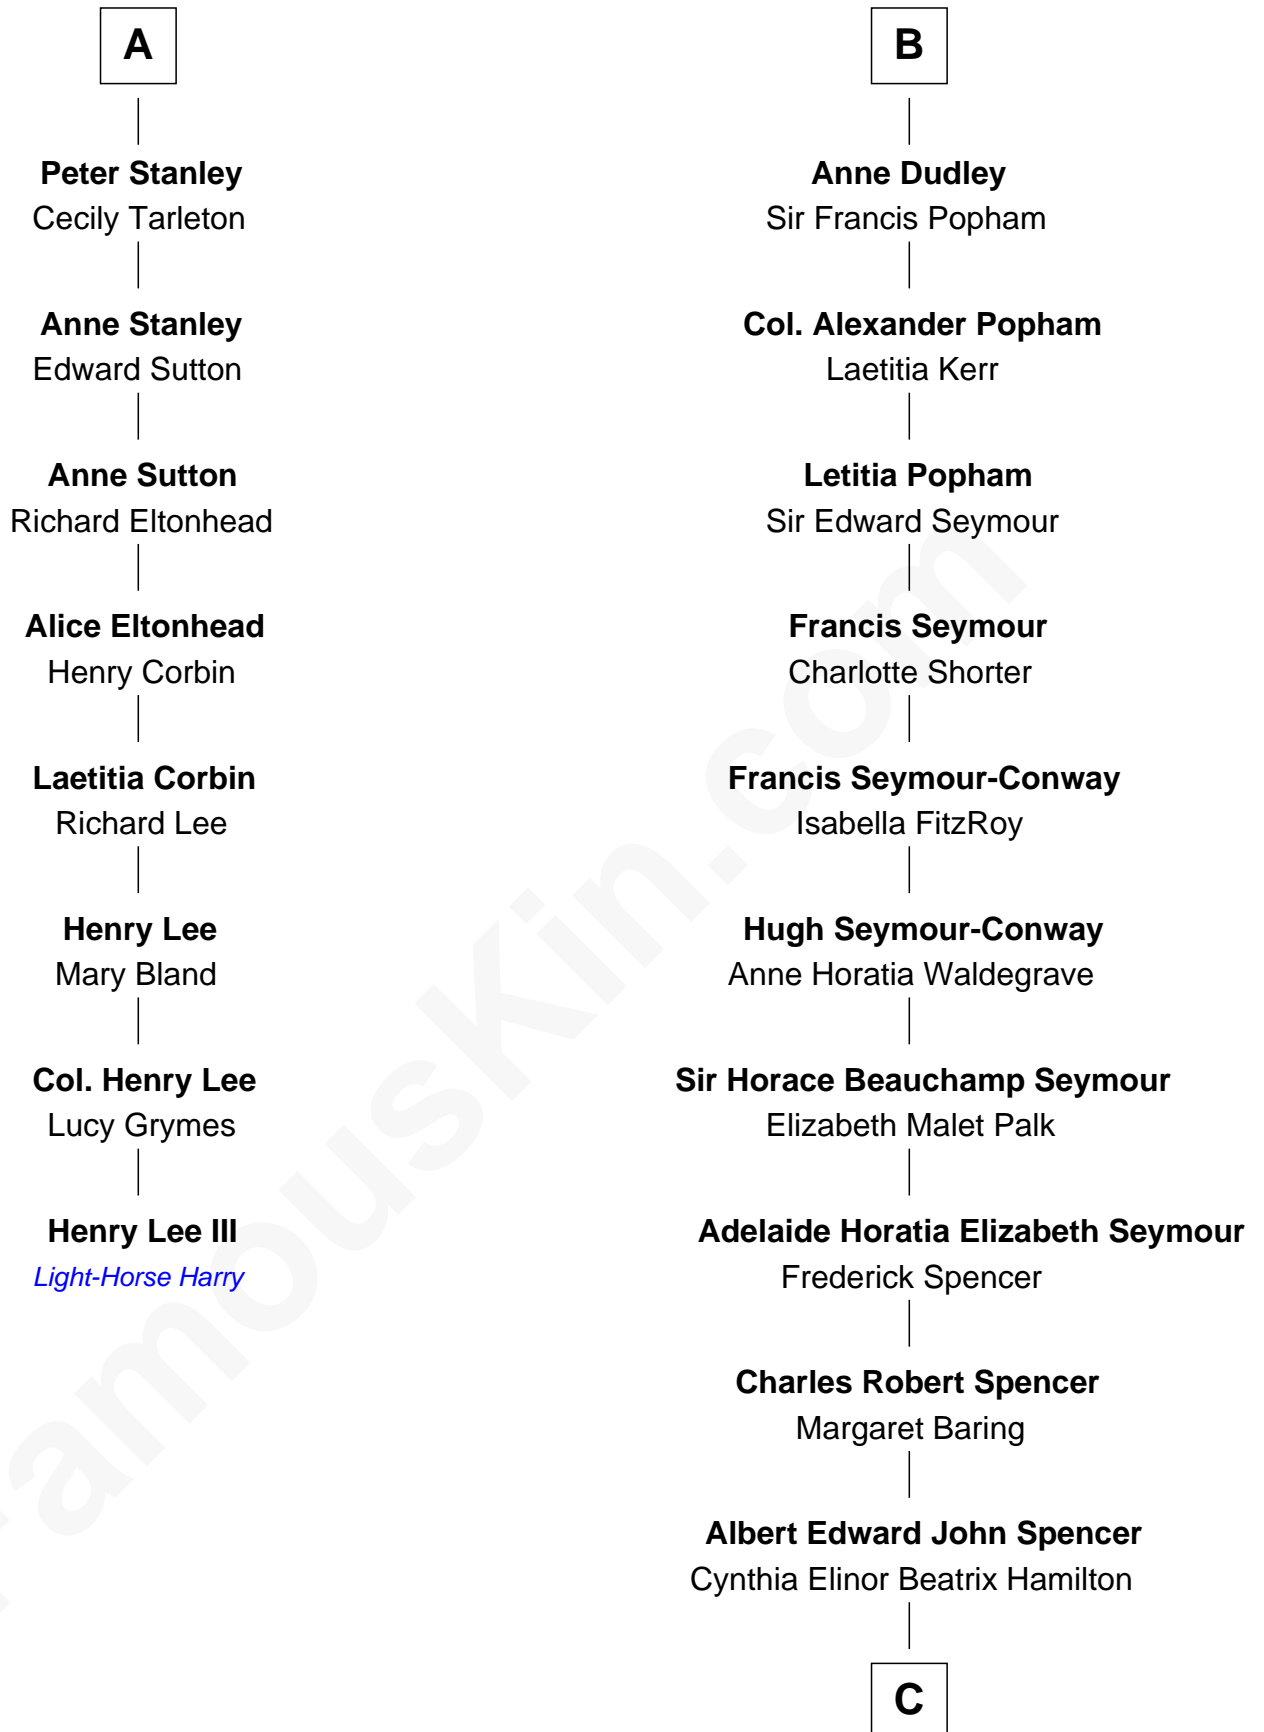 A
Peter Stanley
Cecily Tarleton
Anne Stanley
Edward Sutton
Anne Sutton
Richard Eltonhead
Alice Eltonhead
Henry Corbin
Laetitia Corbin
Richard Lee
Henry Lee
Mary Bland
Col. Henry Lee
Lucy Grymes
Henry Lee III
Light-Horse Harry
B
Anne Dudley
Sir Francis Popham
Col. Alexander Popham
Laetitia Kerr
Letitia Popham
Sir Edward Seymour
Francis Seymour
Charlotte Shorter
Francis Seymour-Conway
Isabella FitzRoy
Hugh Seymour-Conway
Anne Horatia Waldegrave
Sir Horace Beauchamp Seymour
Elizabeth Malet Palk
Adelaide Horatia Elizabeth Seymour
Frederick Spencer
Charles Robert Spencer
Margaret Baring
Albert Edward John Spencer
Cynthia Elinor Beatrix Hamilton
C
FamousKin.com